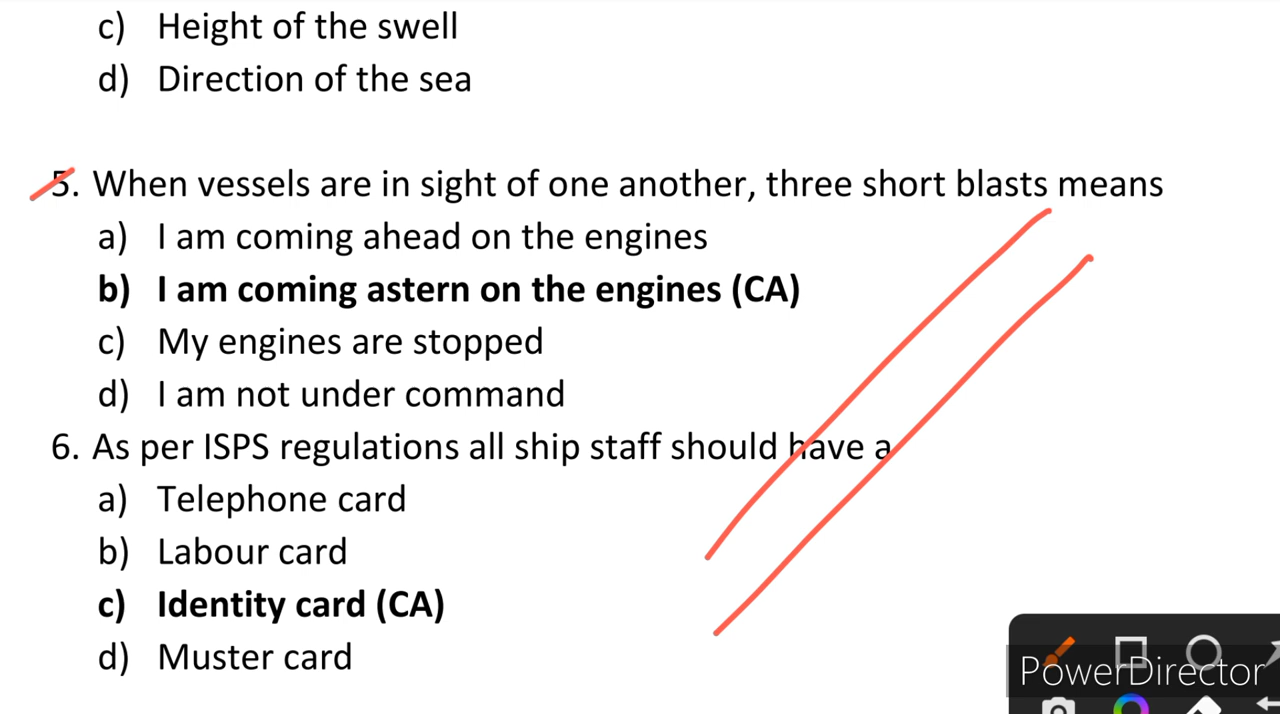 c) Height of the swell
d) Direction of the sea
5. When vessels are in sight of one another, three short blasts means
a) I am coming ahead on the engines
b) I am coming astern on the engines (CA)
c) My engines are stopped
d) I am not under command
6. As per ISPS regulations all ship staff should have a
a) Telephone card
b) Labour card
c) Identity card (CA)
d) Muster card
PowerDirector